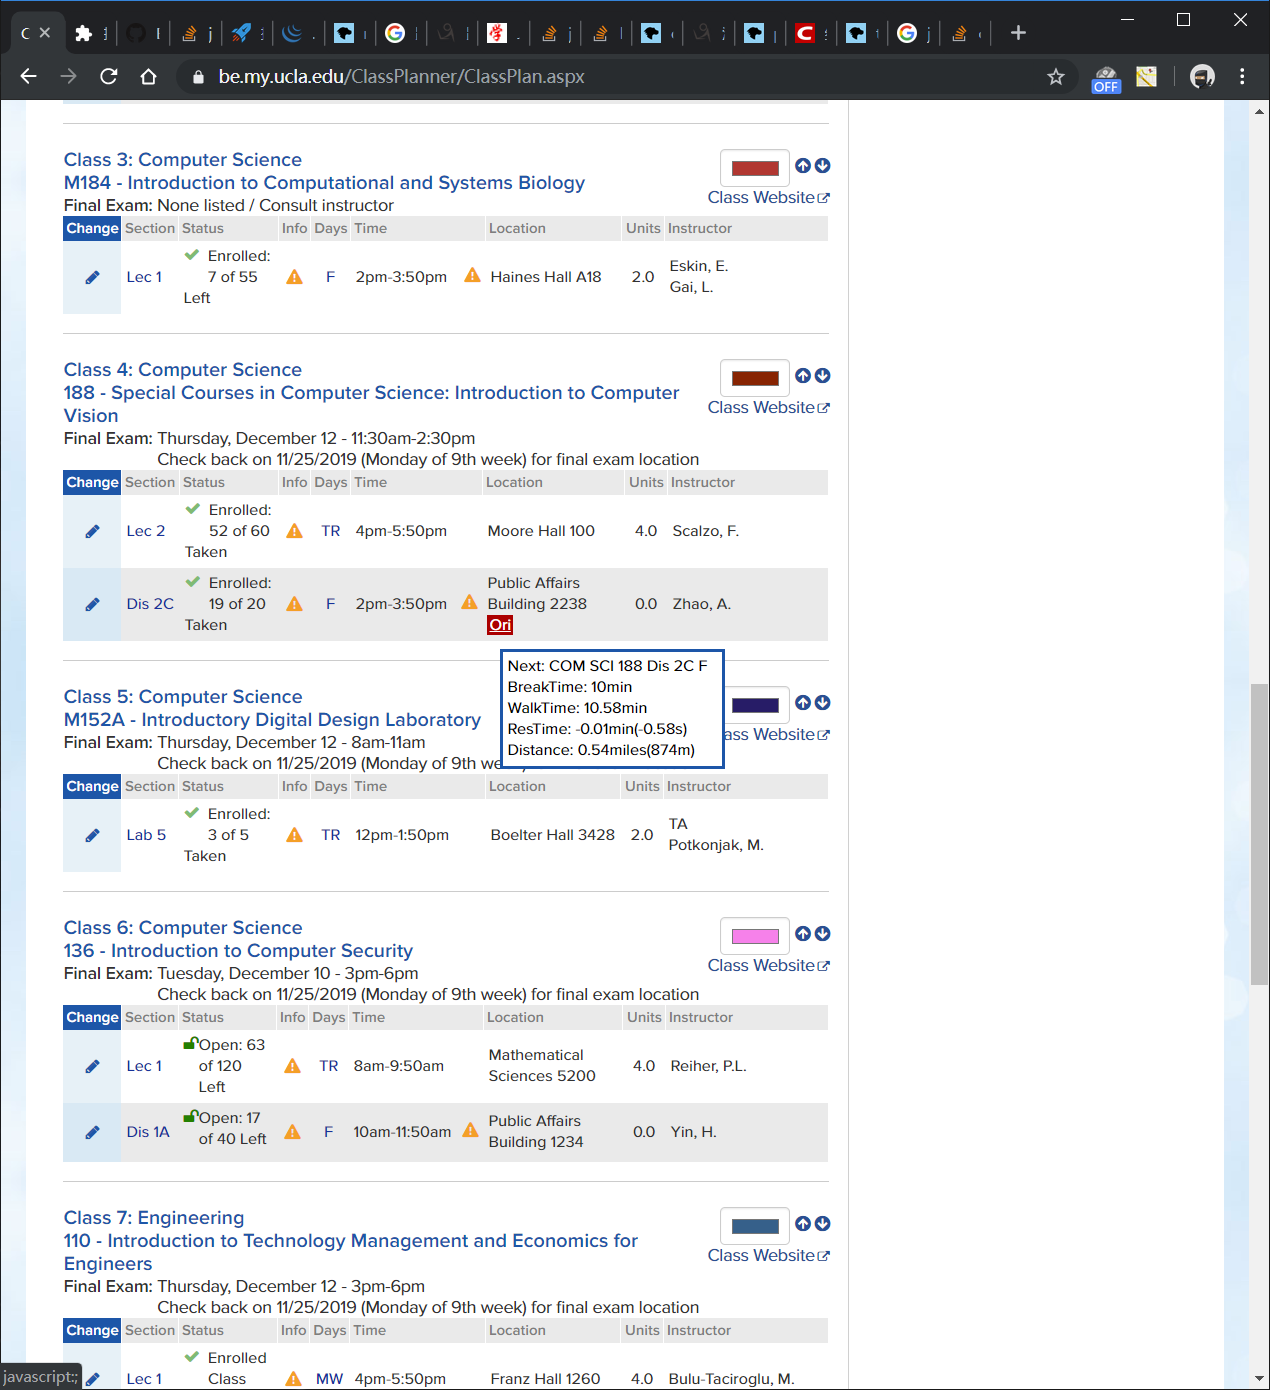 be.my.ucla.edu/ClassPlanner/ClassPlan.aspx
OFF
Class 3: Computer Science
M184 - Introduction to Computational and Systems Biology
Class Website
Final Exam: None listed / Consult instructor
Change Section Status Info Days Time Location Units Instructor
Lec 1 Enrolled: 7 of 55 Left F 2pm-3:50pm Haines Hall A18 2.0 Eskin, E. Gai, L.
Class 4: Computer Science
188 - Special Courses in Computer Science: Introduction to Computer
Vision
Class Website
Final Exam: Thursday, December 12 - 11:30am-2:30pm
Check back on 11/25/2019 (Monday of 9th week) for final exam location
Change Section Status Info Days Time Location Units Instructor
Lec 2 Enrolled: 52 of 60 Taken TR 4pm-5:50pm Moore Hall 100 4.0 Scalzo, F.
Dis 2C Enrolled: 19 of 20 Taken F 2pm-3:50pm Public Affairs Building 2238 0.0 Zhao, A.
Ori
Next: COM SCI 188 Dis 2C F
BreakTime: 10min
WalkTime: 10.58min
ResTime: -0.01min(-0.58s)
Distance: 0.54miles(874m)
Class 5: Computer Science
M152A - Introductory Digital Design Laboratory
ass Website
Final Exam: Thursday, December 12 - 8am-11am
Check back on 11/25/2019 (Monday of 9th we
Change Section Status Info Days Time Location Units Instructor
Lab 5 Enrolled: 3 of 5 Taken TR 12pm-1:50pm Boelter Hall 3428 2.0 TA Potkonjak, M.
Class 6: Computer Science
136 - Introduction to Computer Security
Class Website
Final Exam: Tuesday, December 10 - 3pm-6pm
Check back on 11/25/2019 (Monday of 9th week) for final exam location
Change Section Status Info Days Time Location Units Instructor
Lec 1 Open: 63 of 120 Left TR 8am-9:50am Mathematical Sciences 5200 4.0 Reiher, P.L.
Dis 1A Open: 17 of 40 Left F 10am-11:50am Public Affairs Building 1234 0.0 Yin, H.
Class 7: Engineering
110 - Introduction to Technology Management and Economics for
Engineers
Class Website
Final Exam: Thursday, December 12 - 3pm-6pm
Check back on 11/25/2019 (Monday of 9th week) for final exam location
Change Section Status Info Days Time Location Units Instructor
Lec 1 Enrolled Class MW 4pm-5:50pm Franz Hall 1260 4.0 Bulu-Taciroglu, M.
javascript:;